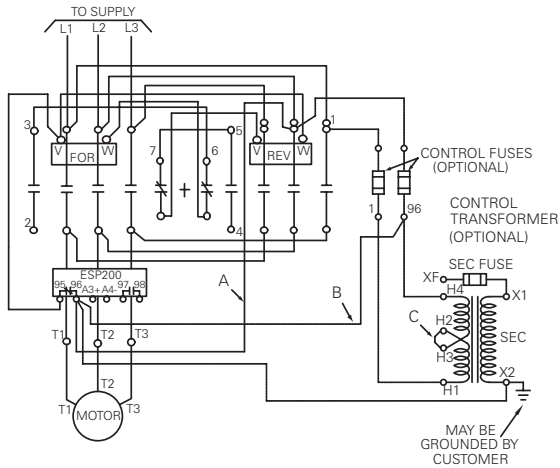 TO SUPPLY
L1 L2 L3
3 V W 7 6 5 V W 1
FOR REV
CONTROL FUSES
(OPTIONAL)
2 4 1 96
CONTROL
TRANSFORMER
(OPTIONAL)
ESP200
95 96 A3+ A4- 97 98
A
B
XF SEC FUSE
H4 X1
C H2
SEC
H3
X2
H1
T1 T2 T3
T2
T1 T3
MOTOR
MAY BE
GROUNDED BY
CUSTOMER